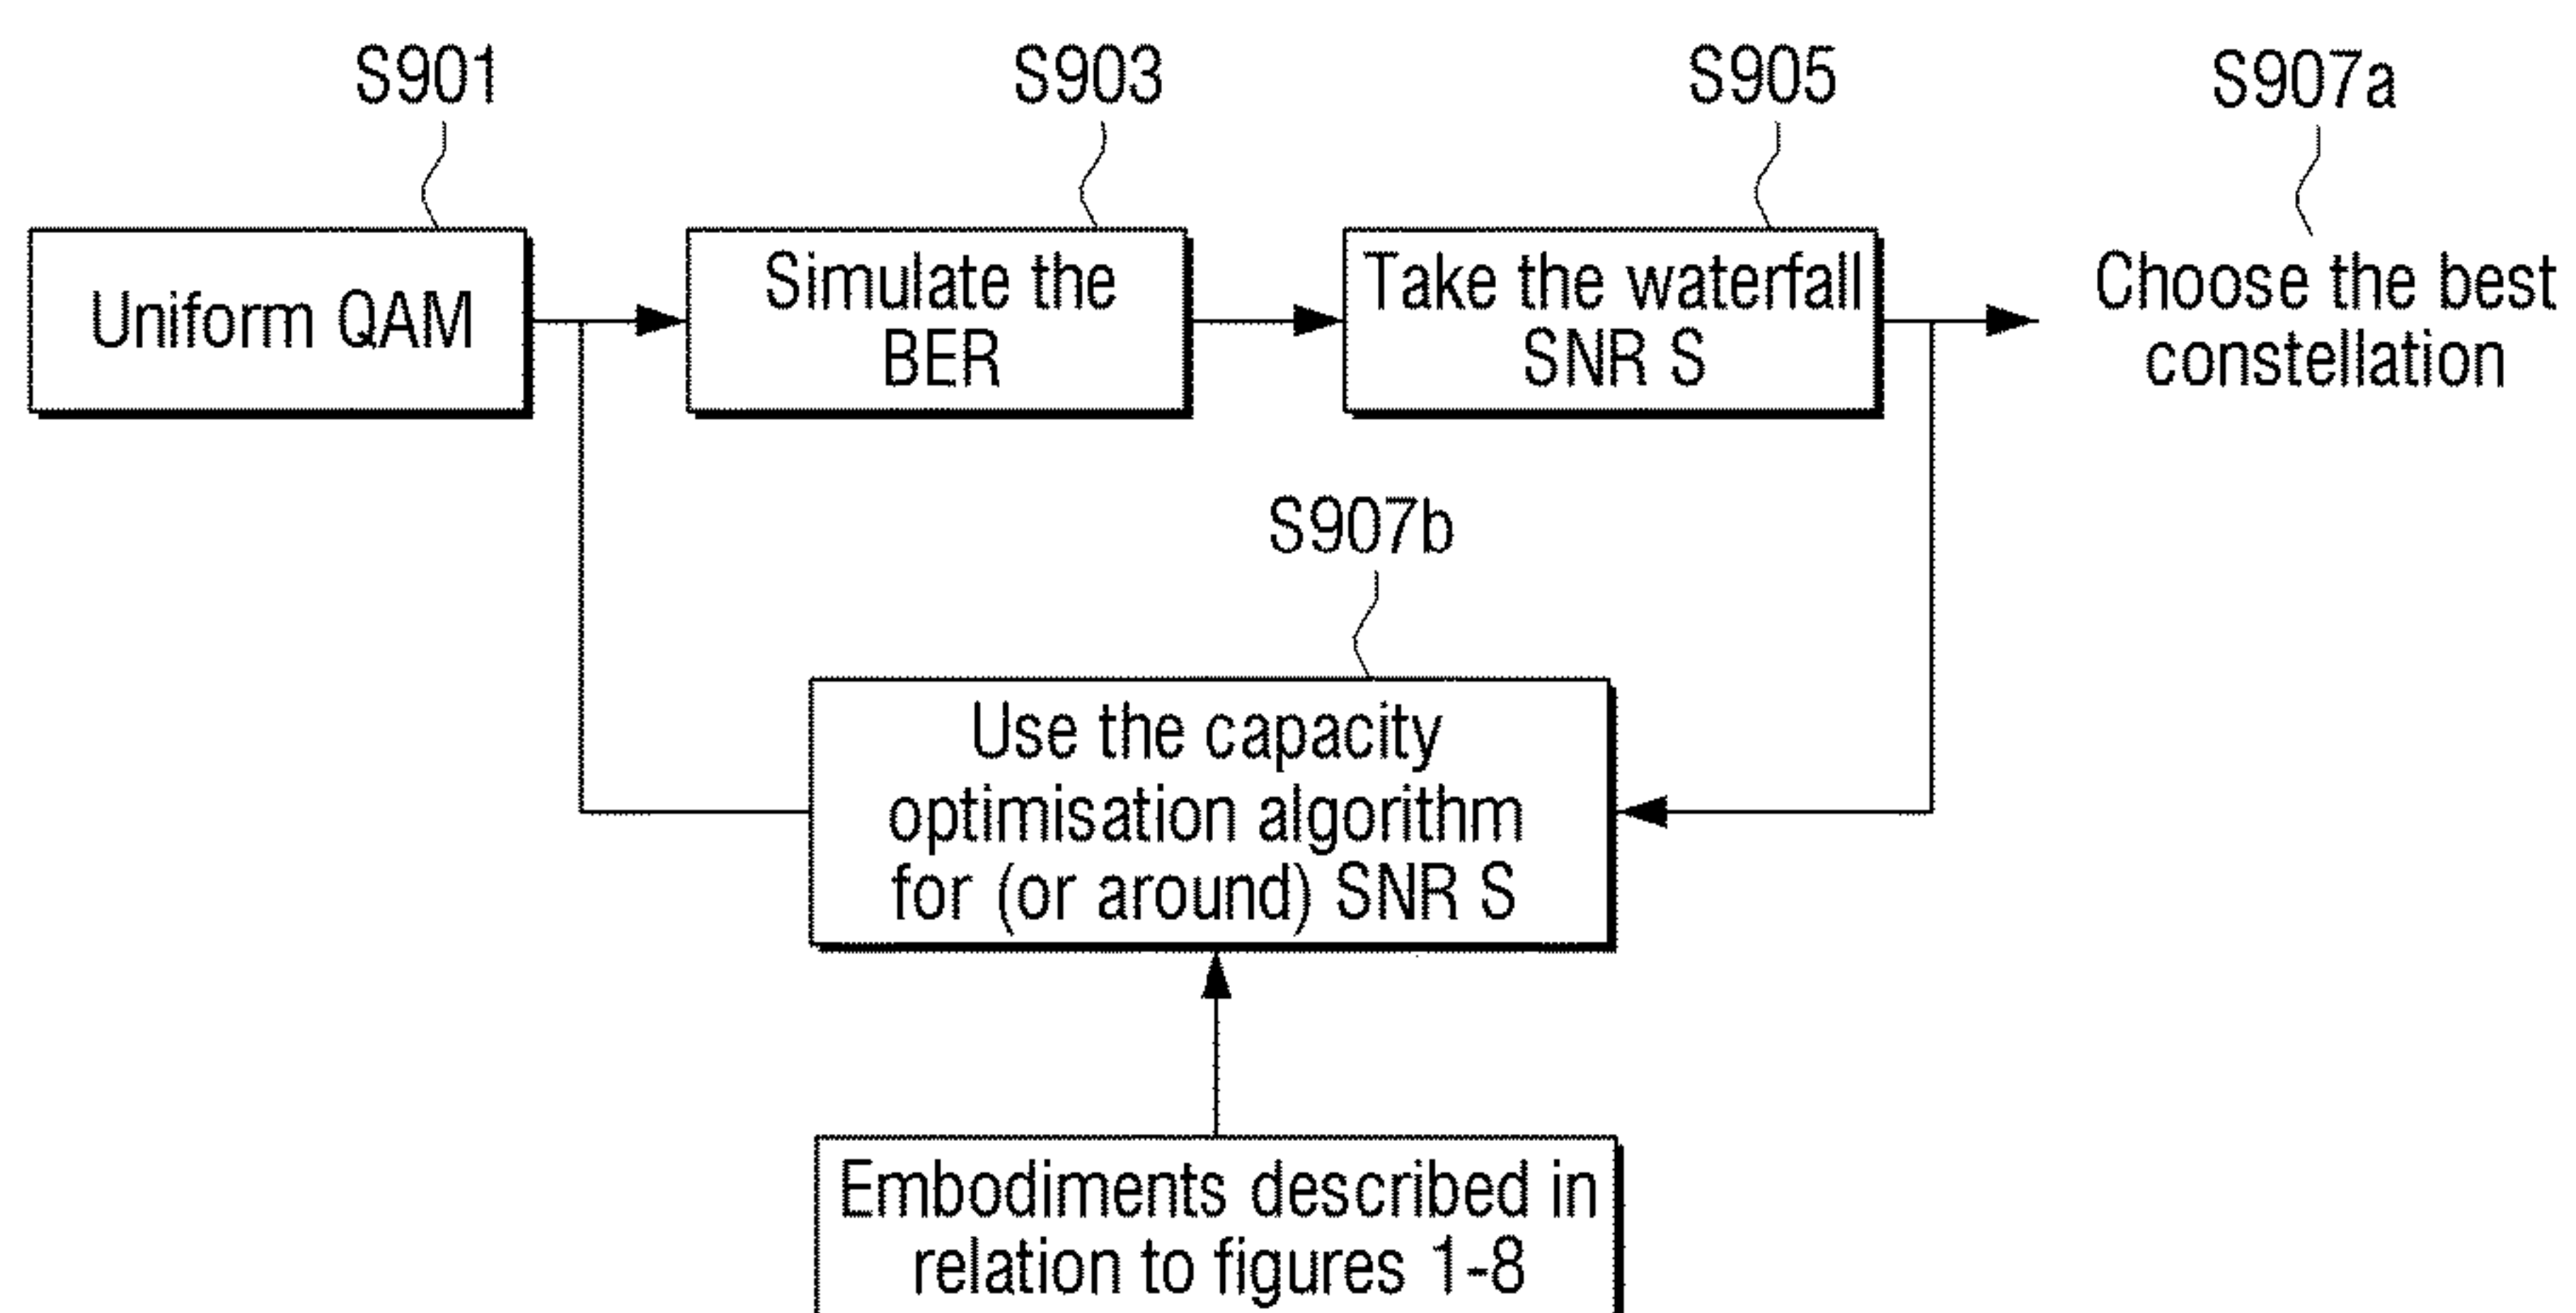 S901
S903
S905
S907a
Uniform QAM
Simulate the
BER
Take the waterfall
SNR S
Choose the best
constellation
S907b
Use the capacity
optimisation algorithm
for (or around) SNR S
Embodiments described in
relation to figures 1-8